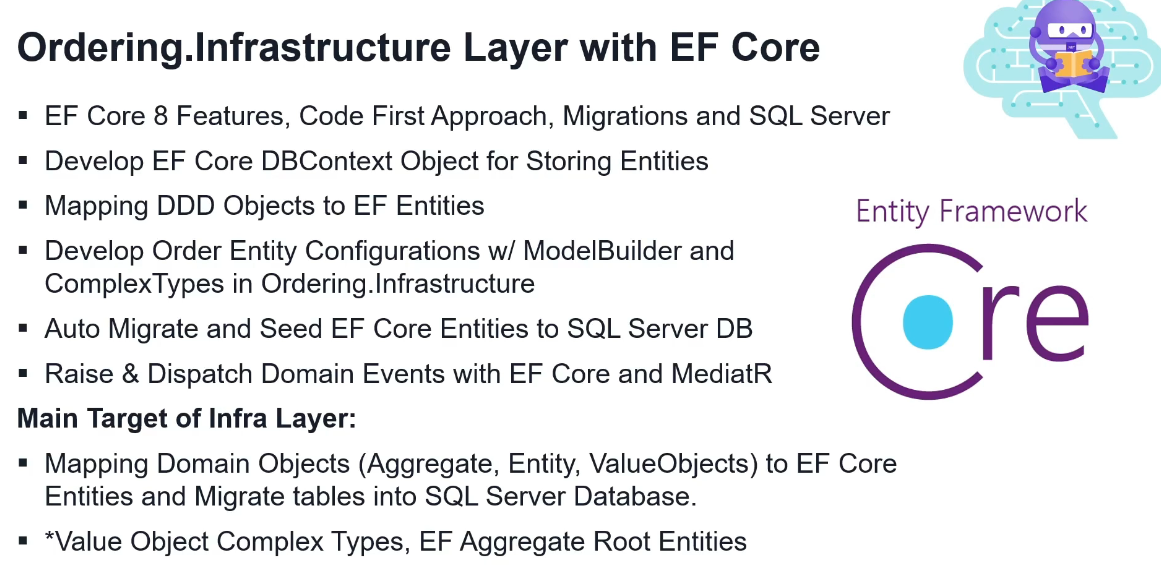 Ordering.Infrastructure Layer with EF Core
▪ EF Core 8 Features, Code First Approach, Migrations and SQL Server
▪ Develop EF Core DBContext Object for Storing Entities
▪ Mapping DDD Objects to EF Entities
▪ Develop Order Entity Configurations w/ ModelBuilder and
ComplexTypes in Ordering.Infrastructure
▪ Auto Migrate and Seed EF Core Entities to SQL Server DB
▪ Raise & Dispatch Domain Events with EF Core and MediatR
Main Target of Infra Layer:
▪ Mapping Domain Objects (Aggregate, Entity, ValueObjects) to EF Core
Entities and Migrate tables into SQL Server Database.
▪ *Value Object Complex Types, EF Aggregate Root Entities
Entity Framework
Core